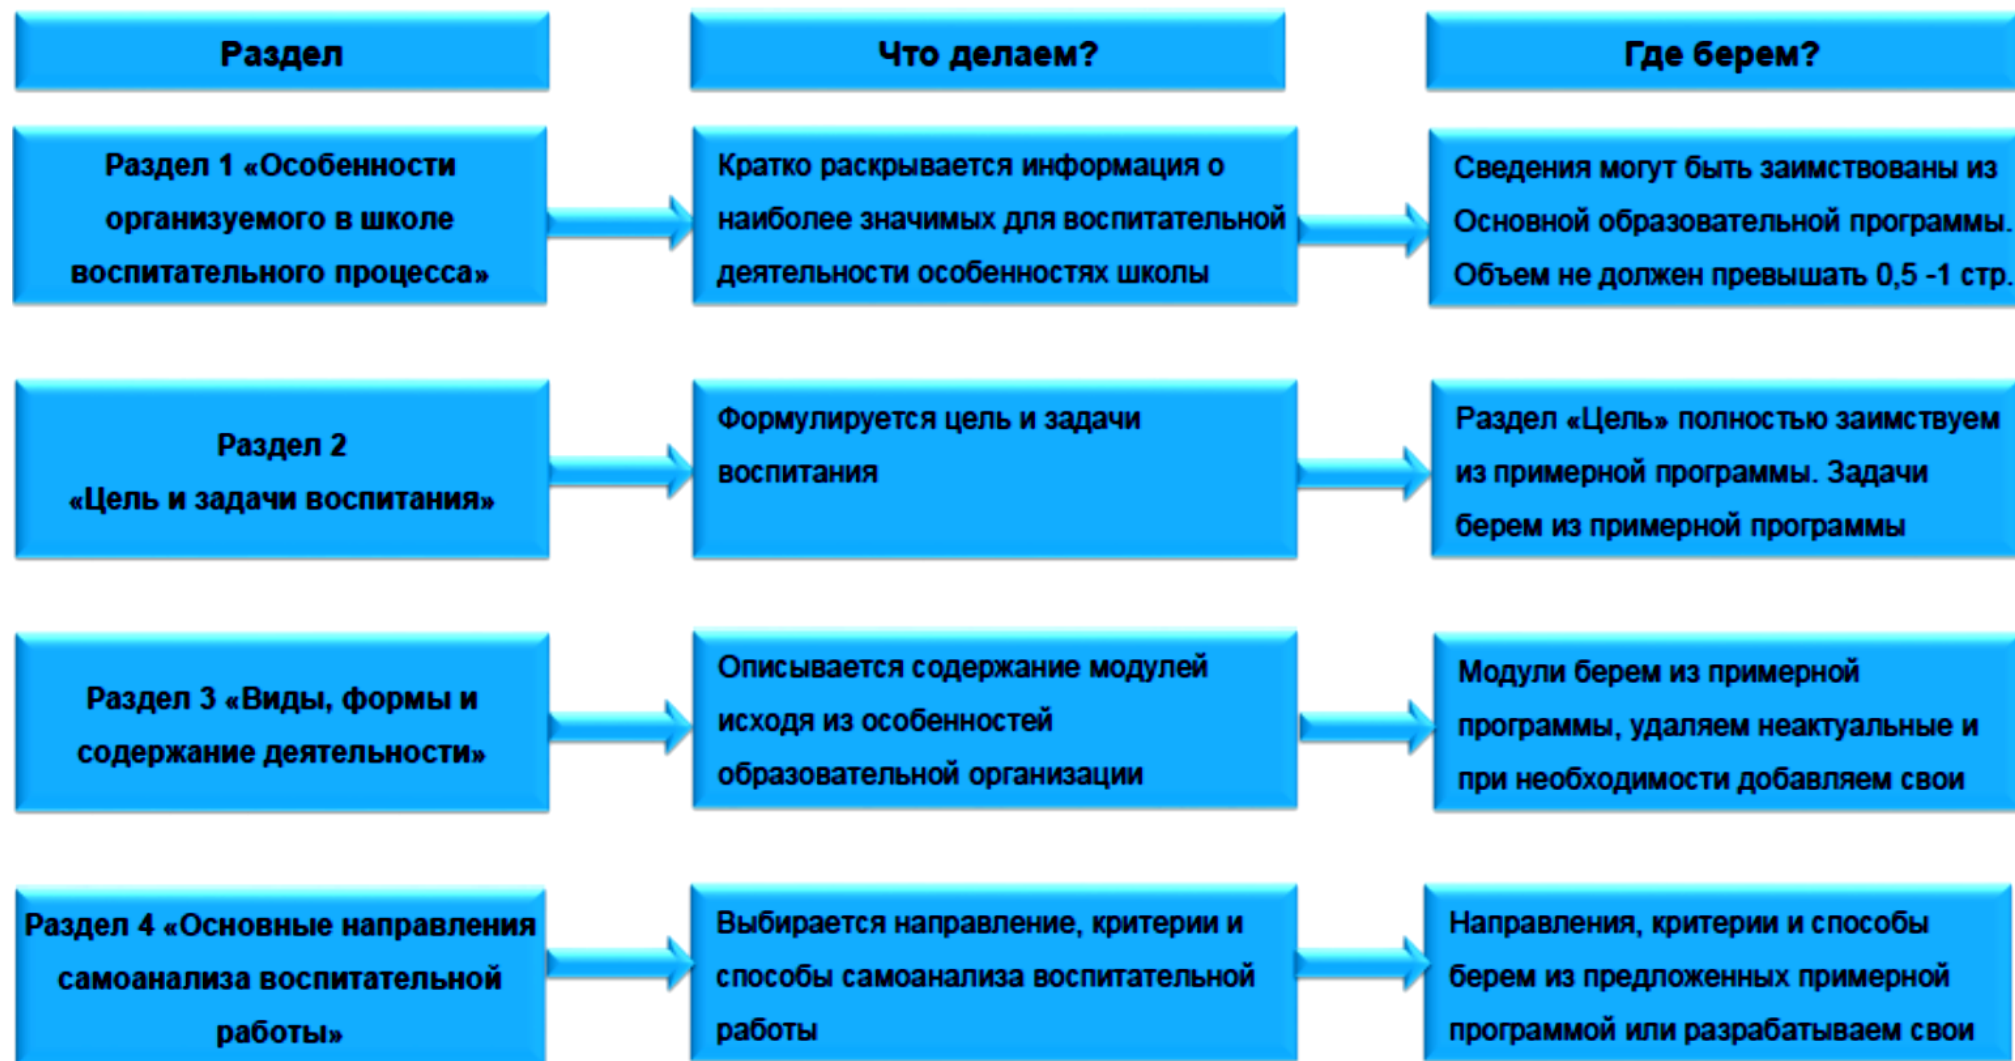 Раздел
Что делаем?
Где берем?
Раздел 1 «Особенности
организуемого в школе
воспитательного процесса»
Кратко раскрывается информация о
наиболее значимых для воспитательной
деятельности особенностях школы
Сведения могут быть заимствованы из
Основной образовательной программы.
Объем не должен превышать 0,5 -1 стр.
Раздел 2
«Цель и задачи воспитания»
Формулируется цель и задачи
воспитания
Раздел «Цель» полностью заимствуем
из примерной программы. Задачи
берем из примерной программы
Раздел 3 «Виды, формы и
содержание деятельности»
Описывается содержание модулей
исходя из особенностей
образовательной организации
Модули берем из примерной
программы, удаляем неактуальные и
при необходимости добавляем свои
Раздел 4 «Основные направления
самоанализа воспитательной
работы»
Выбирается направление, критерии и
способы самоанализа воспитательной
работы
Направления, критерии и способы
берем из предложенных примерной
программой или разрабатываем свои